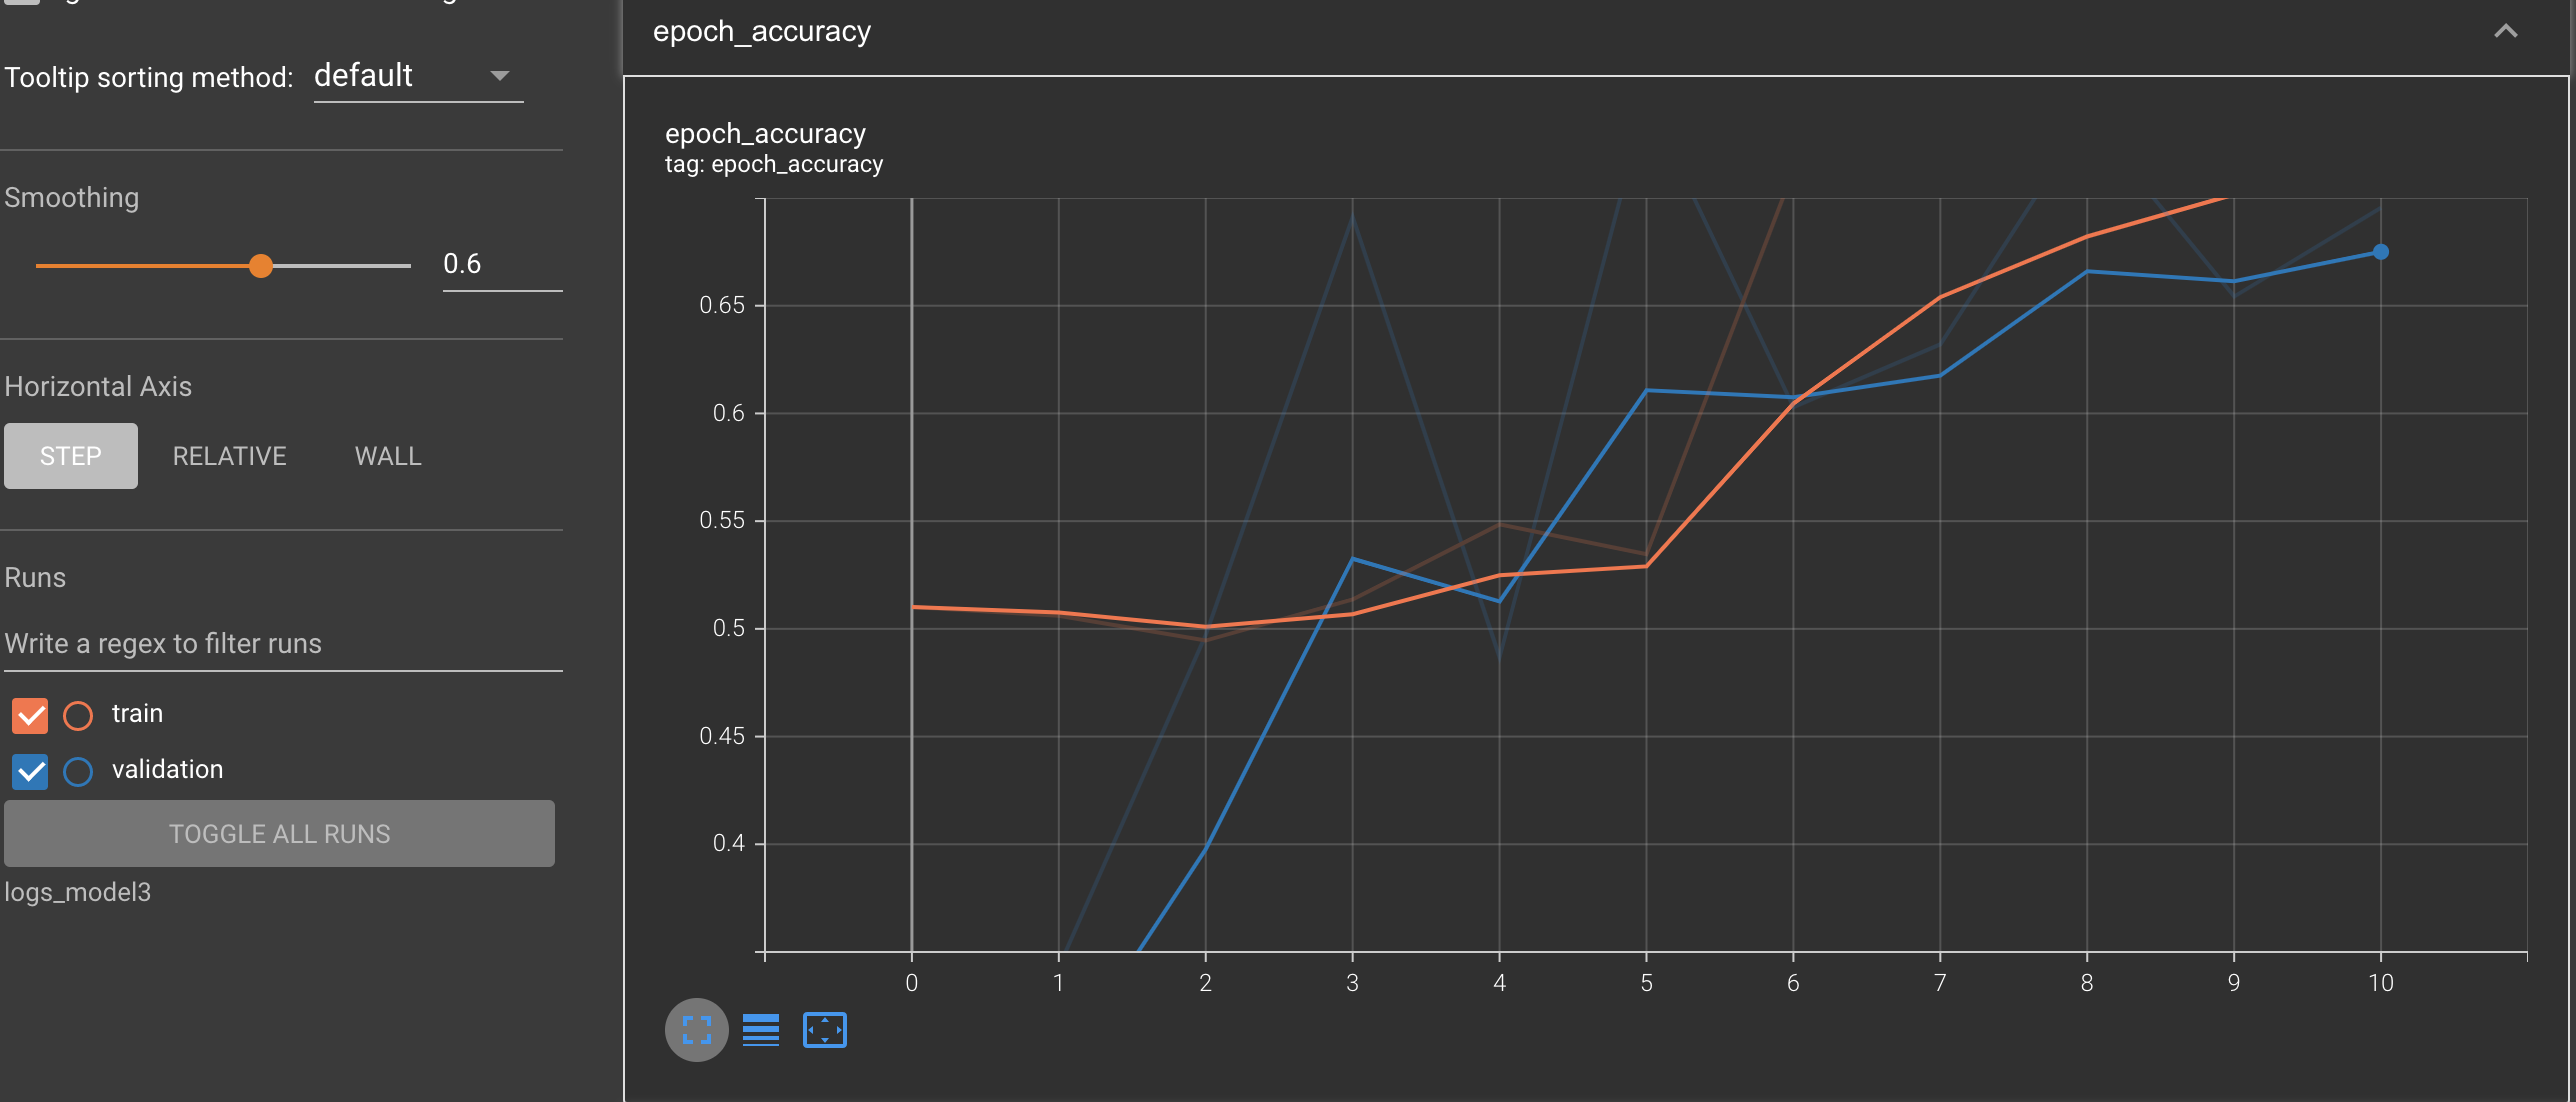 Tooltip sorting method: default
Smoothing
0.6
Horizontal Axis
STEP RELATIVE WALL
Runs
Write a regex to filter runs
train
validation
TOGGLE ALL RUNS
logs_model3
epoch_accuracy
epoch_accuracy
tag: epoch_accuracy
0.65
0.6
0.55
0.5
0.45
0.4
0 1 2 3 4 5 6 7 8 9 10